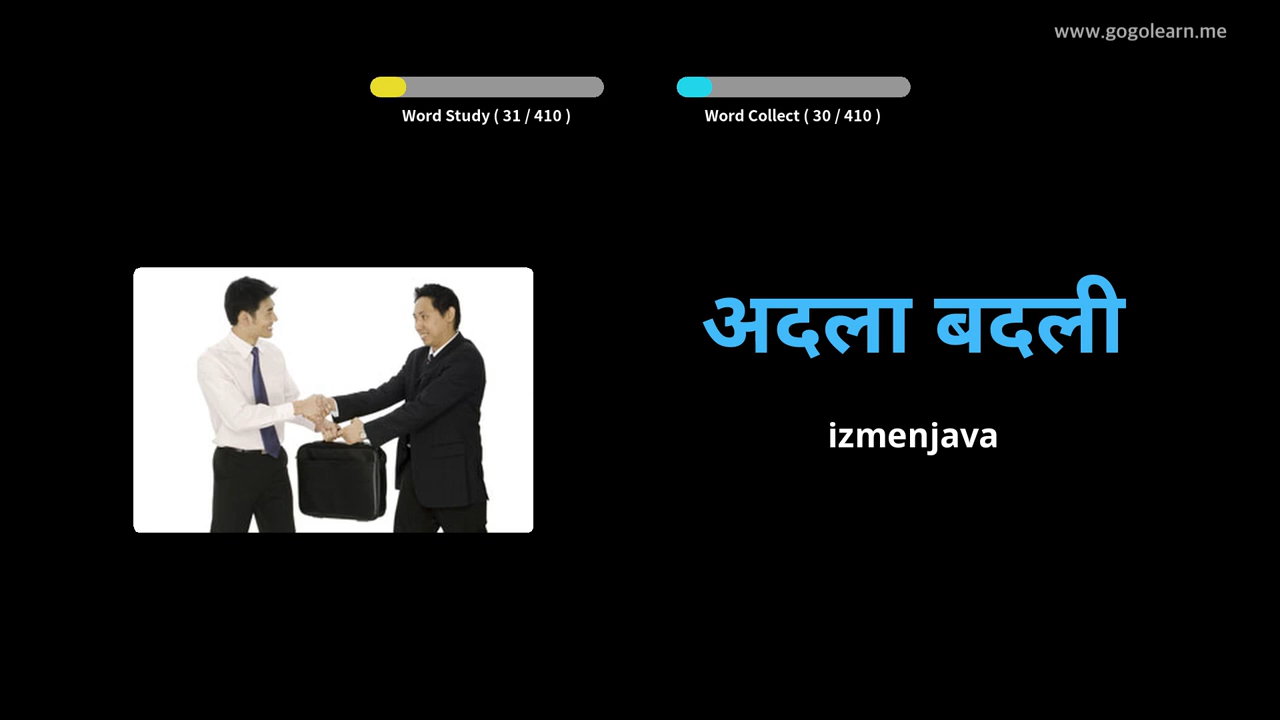 www.gogolearn.me
Word Study ( 31 / 410 )
Word Collect ( 30 / 410 )
अदला बदली
izmenjava